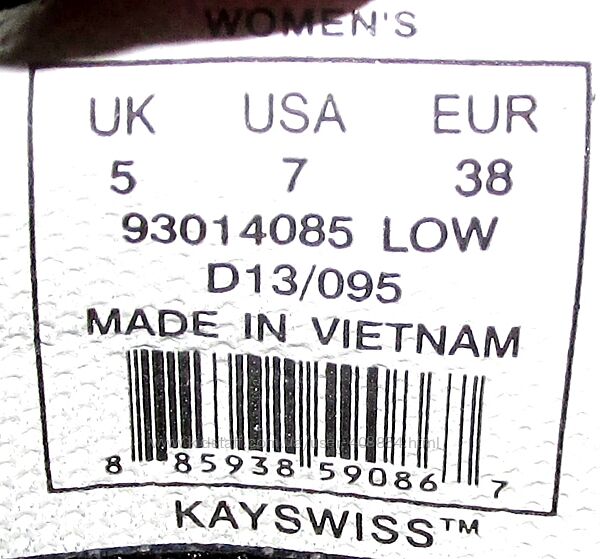 WOMEN'S
UK USA EUR
5 7 38
93014085 LOW
D13/095
MADE IN VIETNAM
8 85938 59086 7
KAYSWISS™